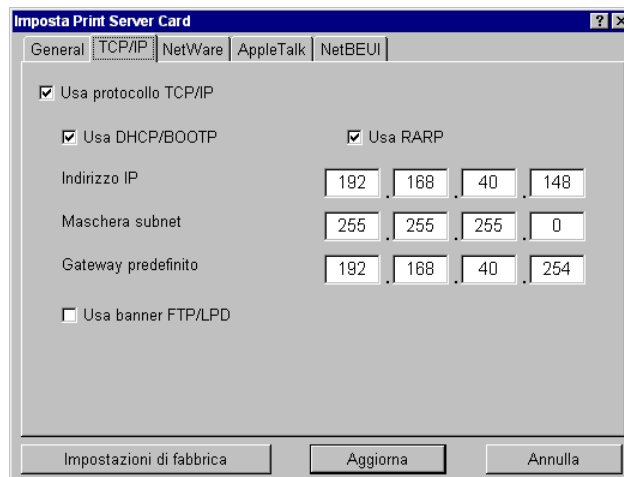 Imposta Print Server Card
General TCP/IP NetWare AppleTalk NetBEUI
Usa protocollo TCP/IP
Usa DHCP/BOOTP Usa RARP
Indirizzo IP 192 . 168 . 40 . 148
Maschera subnet 255 . 255 . 255 . 0
Gateway predefinito 192 . 168 . 40 . 254
Usa banner FTP/LPD
Impostazioni di fabbrica Aggiorna Annulla